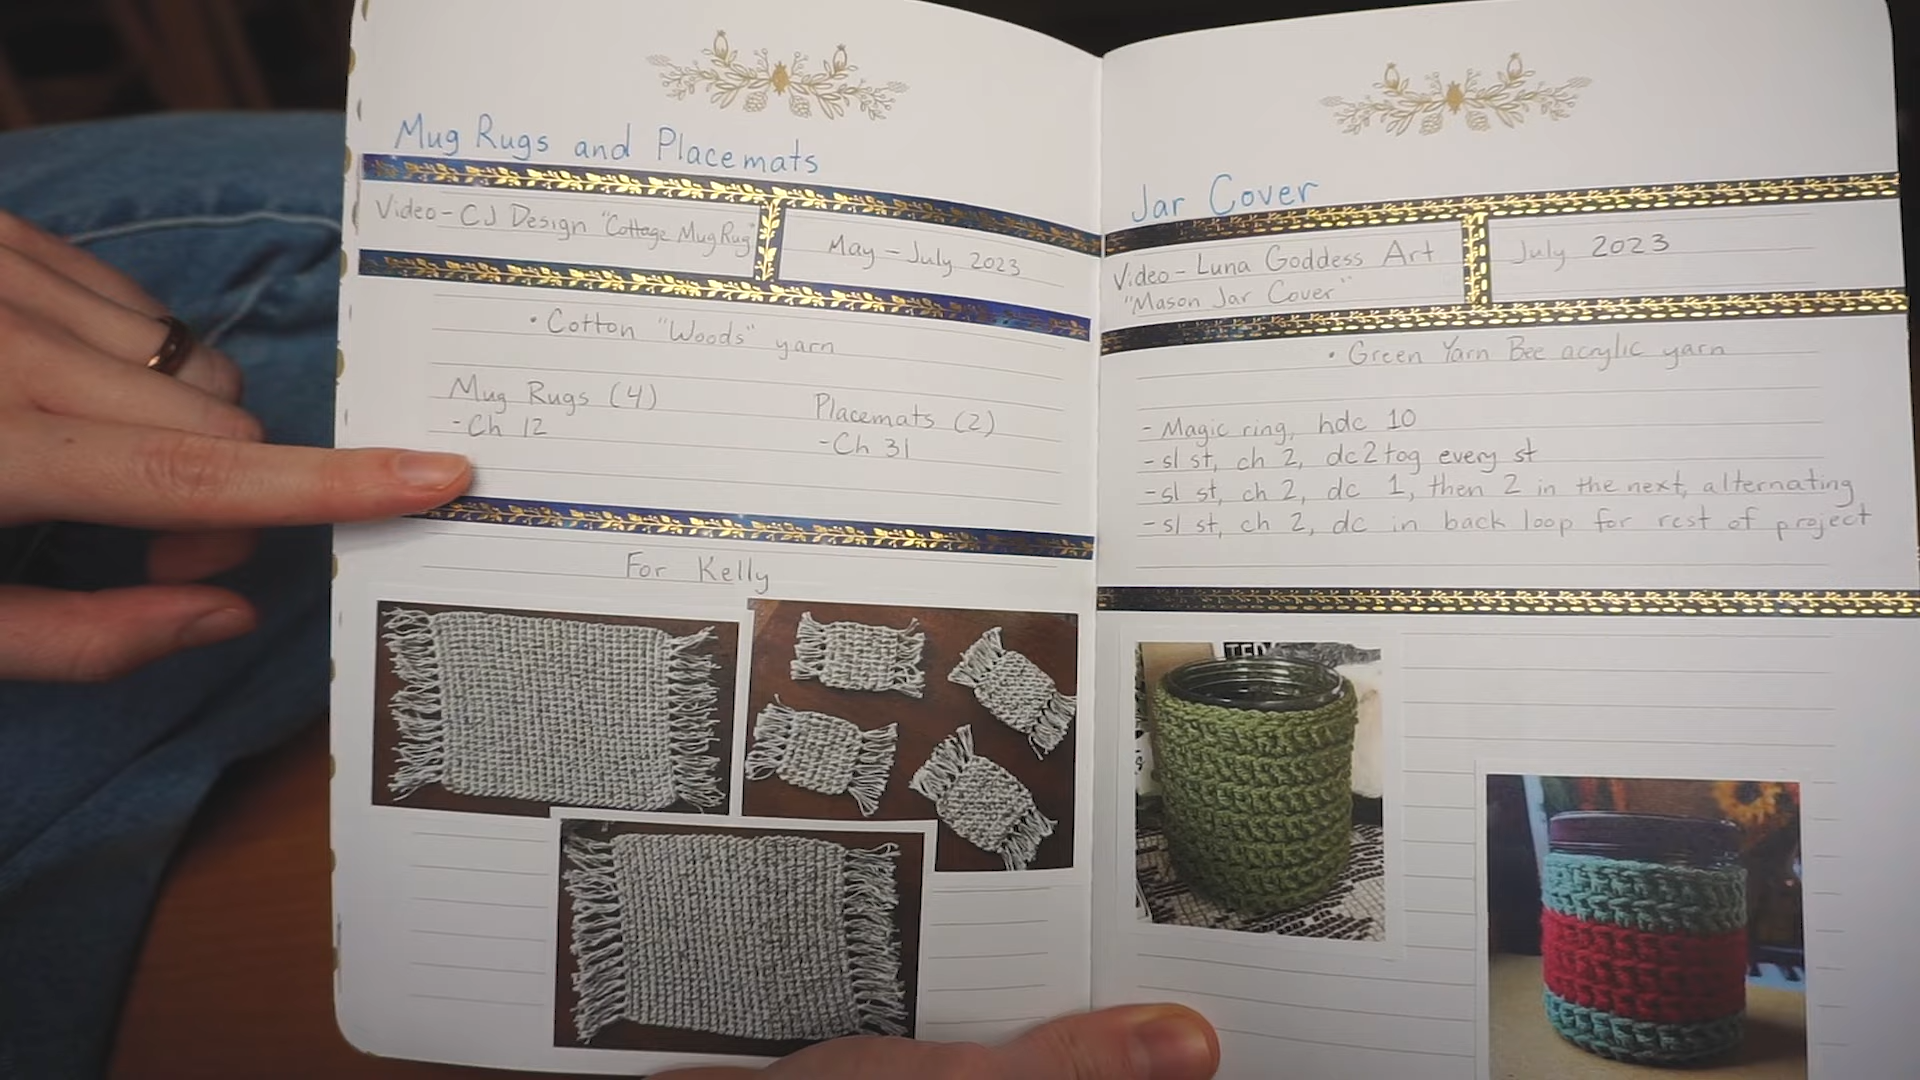 Mug Rugs and Placemats
Video - CJ Design "Cottage Mug Rug"
May - July 2023
• Cotton "Woods" yarn
Mug Rugs (4)
- Ch 12
Placemats (2)
- Ch 31
For Kelly
Jar Cover
Video - Luna Goddess Art
"Mason Jar Cover"
July 2023
• Green Yarn Bee acrylic yarn
- Magic ring, hdc 10
- sl st, ch 2, dc2tog every st
- sl st, ch 2, dc 1, then 2 in the next, alternating
- sl st, ch 2, dc in back loop for rest of project
TED